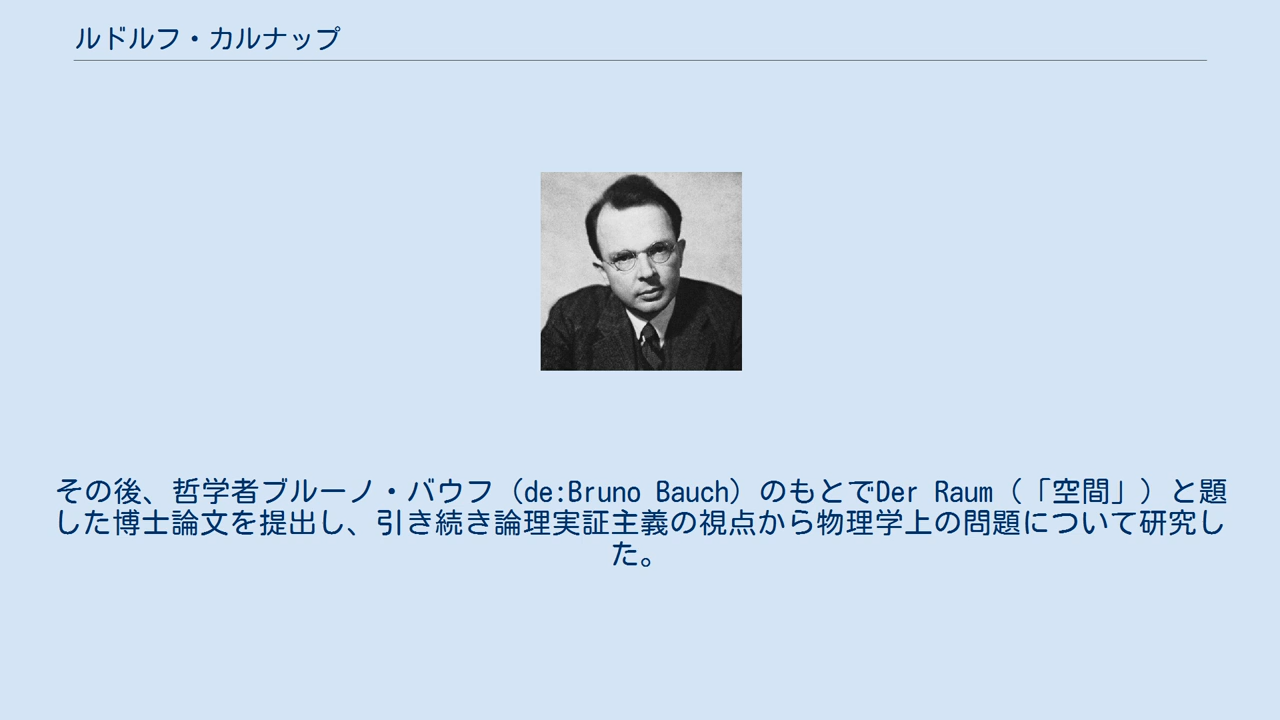 ルドルフ・カルナップ
その後、哲学者ブルーノ・バウフ（de:Bruno Bauch）のもとでDer Raum（「空間」）と題
した博士論文を提出し、引き続き論理実証主義の視点から物理学上の問題について研究し
た。